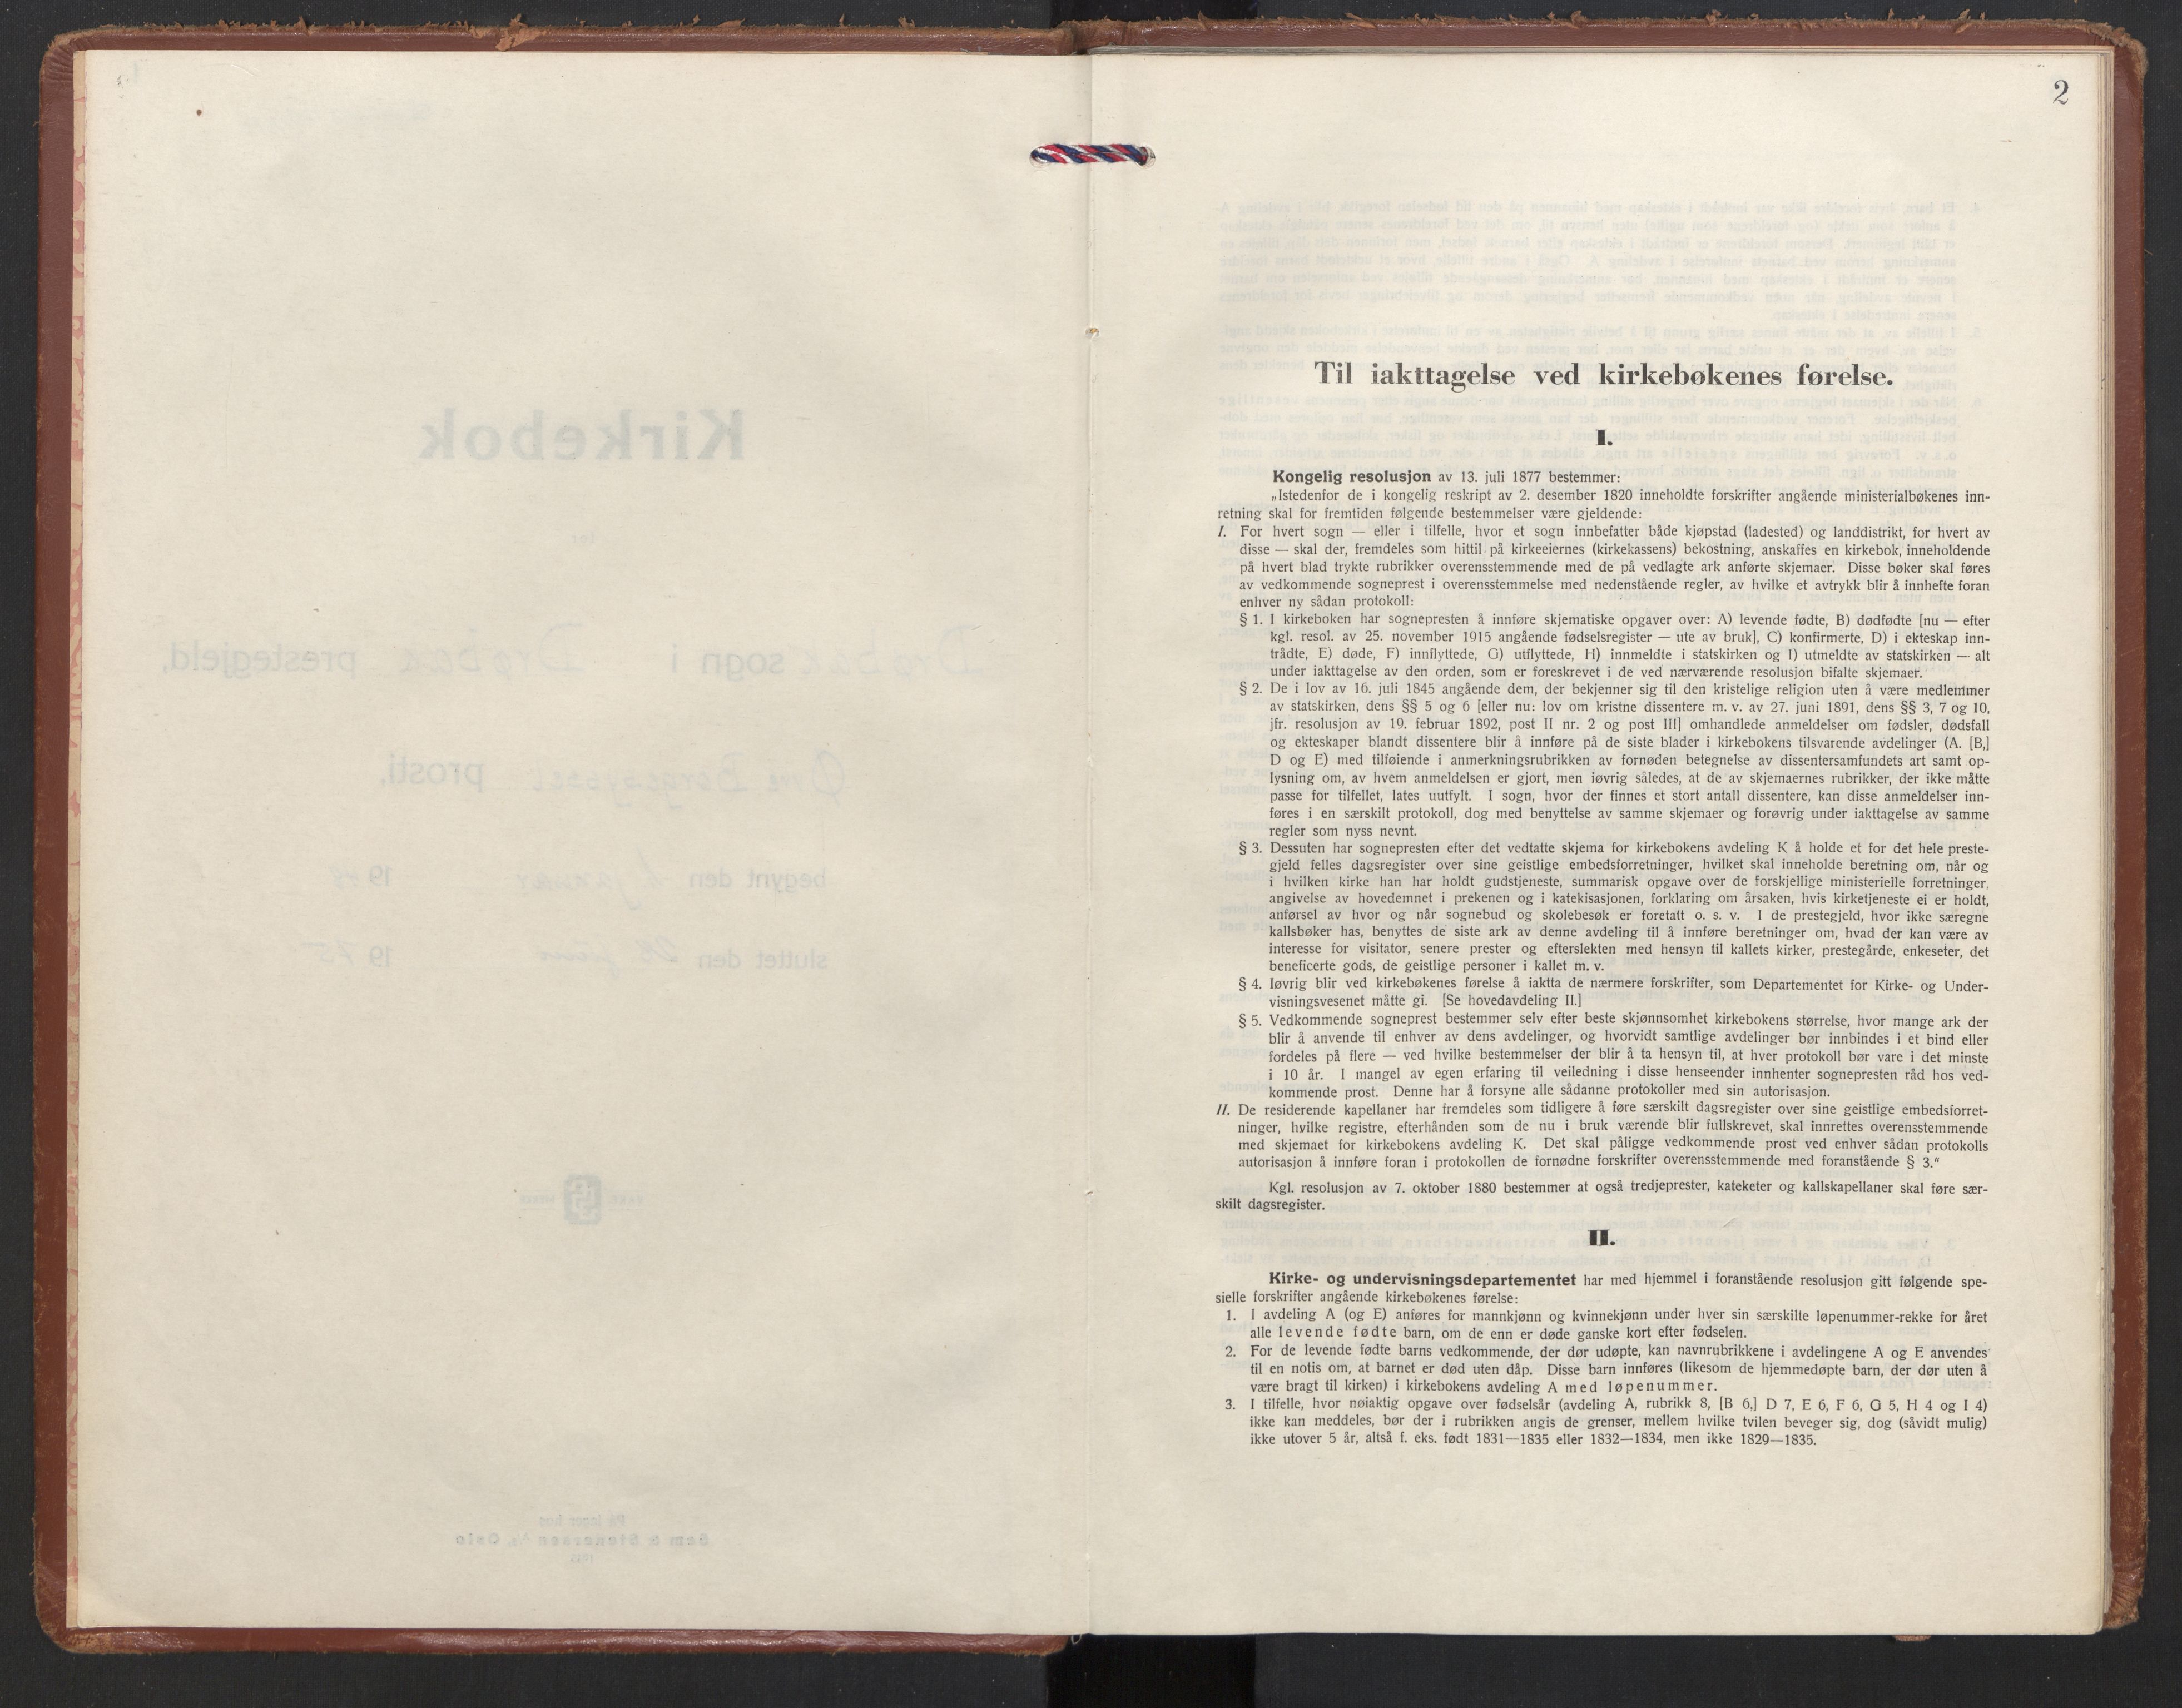 2
Til iakttagelse ved kirkebøkenes førelse.
I.
Kongelig resolusjon av 13. juli 1877 bestemmer:
„Istedenfor de i kongelig reskript av 2. desember 1820 inneholdte forskrifter angående ministerialbøkenes inn-
retning skal for fremtiden følgende bestemmelser være gjeldende:
I. For hvert sogn — eller i tilfelle, hvor et sogn innbefatter både kjøpstad (ladested) og landdistrikt, for hvert av
disse — skal der, fremdeles som hittil på kirkeeiernes (kirkekassens) bekostning, anskaffes en kirkebok, inneholdende
på hvert blad trykte rubrikker overensstemmende med de på vedlagte ark anførte skjemaer. Disse bøker skal føres
av vedkommende sogneprest i overensstemmelse med nedenstående regler, av hvilke et avtrykk blir å innhefte foran
enhver ny sådan protokoll:
§ 1. I kirkeboken har sognepresten å innføre skjematiske opgaver over: A) levende fødte, B) dødfødte [nu — efter
kgl. resol. av 25. november 1915 angående fødselsregister — ute av bruk], C) konfirmerte, D) i ekteskap inn-
trådte, E) døde, F) innflyttede, G) utflyttede, H) innmeldte i statskirken og I) utmeldte av statskirken — alt
under iakttagelse av den orden, som er foreskrevet i de ved nærværende resolusjon bifalte skjemaer.
§ 2. De i lov av 16. juli 1845 angående dem, der bekjenner sig til den kristelige religion uten å være medlemmer
av statskirken, dens §§ 5 og 6 [eller nu: lov om kristne dissentere m. v. av 27. juni 1891, dens §§ 3, 7 og 10,
jfr. resolusjon av 19. februar 1892, post II nr. 2 og post III] omhandlede anmeldelser om fødsler, dødsfall
og ekteskaper blandt dissentere blir å innføre på de siste blader i kirkebokens tilsvarende avdelinger (A. [B,]
D og E) med tilføiende i anmerkningsrubrikken av fornøden betegnelse av dissentersamfundets art samt op-
lysning om, av hvem anmeldelsen er gjort, men iøvrig således, at de av skjemaernes rubrikker, der ikke måtte
passe for tilfellet, lates uutfylt. I sogn, hvor der finnes et stort antall dissentere, kan disse anmeldelser inn-
føres i en særskilt protokoll, dog med benyttelse av samme skjemaer og forøvrig under iakttagelse av samme
regler som nyss nevnt.
§ 3. Dessuten har sognepresten efter det vedtatte skjema for kirkebokens avdeling K å holde et for det hele preste-
gjeld felles dagsregister over sine geistlige embedsforretninger, hvilket skal inneholde beretning om, når og
i hvilken kirke han har holdt gudstjeneste, summarisk opgave over de forskjellige ministerielle forretninger,
angivelse av hovedemnet i prekenen og i katekisasjonen, forklaring om årsaken, hvis kirketjeneste ei er holdt,
anførsel av hvor og når sognebud og skolebesøk er foretatt o. s. v. I de prestegjeld, hvor ikke særegne
kallsbøker has, benyttes de siste ark av denne avdeling til å innføre beretninger om, hvad der kan være av
interesse for visitator, senere prester og efterslekten med hensyn til kallets kirker, prestegårde, enkeseter, det
beneficerte gods, de geistlige personer i kallet m. v.
§ 4. Iøvrig blir ved kirkebøkenes førelse å iaktta de nærmere forskrifter, som Departementet for Kirke- og Under-
visningsvesenet måtte gi. [Se hovedavdeling II.]
§ 5. Vedkommende sogneprest bestemmer selv efter beste skjønnsomhet kirkebokens størrelse, hvor mange ark der
blir å anvende til enhver av dens avdelinger, og hvorvidt samtlige avdelinger bør innbindes i et bind eller
fordeles på flere — ved hvilke bestemmelser der blir å ta hensyn til, at hver protokoll bør vare i det minste
i 10 år. I mangel av egen erfaring til veiledning i disse henseender innhenter sognepresten råd hos ved-
kommende prost. Denne har å forsyne alle sådanne protokoller med sin autorisasjon.
II. De residerende kapellaner har fremdeles som tidligere å føre særskilt dagsregister over sine geistlige embedsforret-
ninger, hvilke registre, efterhånden som de nu i bruk værende blir fullskrevet, skal innrettes overensstemmende
med skjemaet for kirkebokens avdeling K. Det skal påligge vedkommende prost ved enhver sådan protokolls
autorisasjon å innføre foran i protokollen de fornødne forskrifter overensstemmende med foranstående § 3.“
Kgl. resolusjon av 7. oktober 1880 bestemmer at også tredjeprester, kateketer og kallskapellaner skal føre sær-
skilt dagsregister.
II.
Kirke- og undervisningsdepartementet har med hjemmel i foranstående resolusjon gitt følgende spe-
sielle forskrifter angående kirkebøkenes førelse:
1. I avdeling A (og E) anføres for mannkjønn og kvinnekjønn under hver sin særskilte løpenummer-rekke for året
alle levende fødte barn, om de enn er døde ganske kort efter fødselen.
2. For de levende fødte barns vedkommende, der dør udøpte, kan navnrubrikkene i avdelingene A og E anvendes
til en notis om, at barnet er død uten dåp. Disse barn innføres (likesom de hjemmedøpte barn, der dør uten å
være bragt til kirken) i kirkebokens avdeling A med løpenummer.
3. I tilfelle, hvor nøiaktig opgave over fødselsår (avdeling A, rubrikk 8, [B 6,] D 7, E 6, F 6, G 5, H 4 og I 4)
ikke kan meddeles, bør der i rubrikken angis de grenser, mellem hvilke tvilen beveger sig, dog (såvidt mulig)
ikke utover 5 år, altså f. eks. født 1831—1835 eller 1832—1834, men ikke 1829—1835.